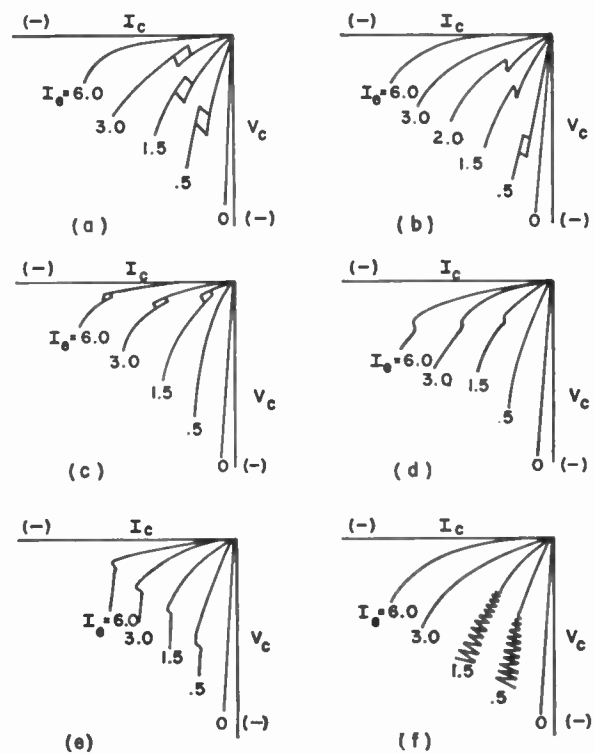 (-) I_c
I_e=6.0
3.0
1.5
.5
0
V_c
(-)
(a)
(-) I_c
I_e=6.0
3.0
2.0
1.5
.5
0
V_c
(-)
(b)
(-) I_c
I_e=6.0
3.0
1.5
.5
0
V_c
(-)
(c)
(-) I_c
I_e=6.0
3.0
1.5
.5
0
V_c
(-)
(d)
(-) I_c
I_e=6.0
3.0
1.5
.5
0
V_c
(-)
(e)
(-) I_c
I_e=6.0
3.0
1.5
.5
0
V_c
(-)
(f)